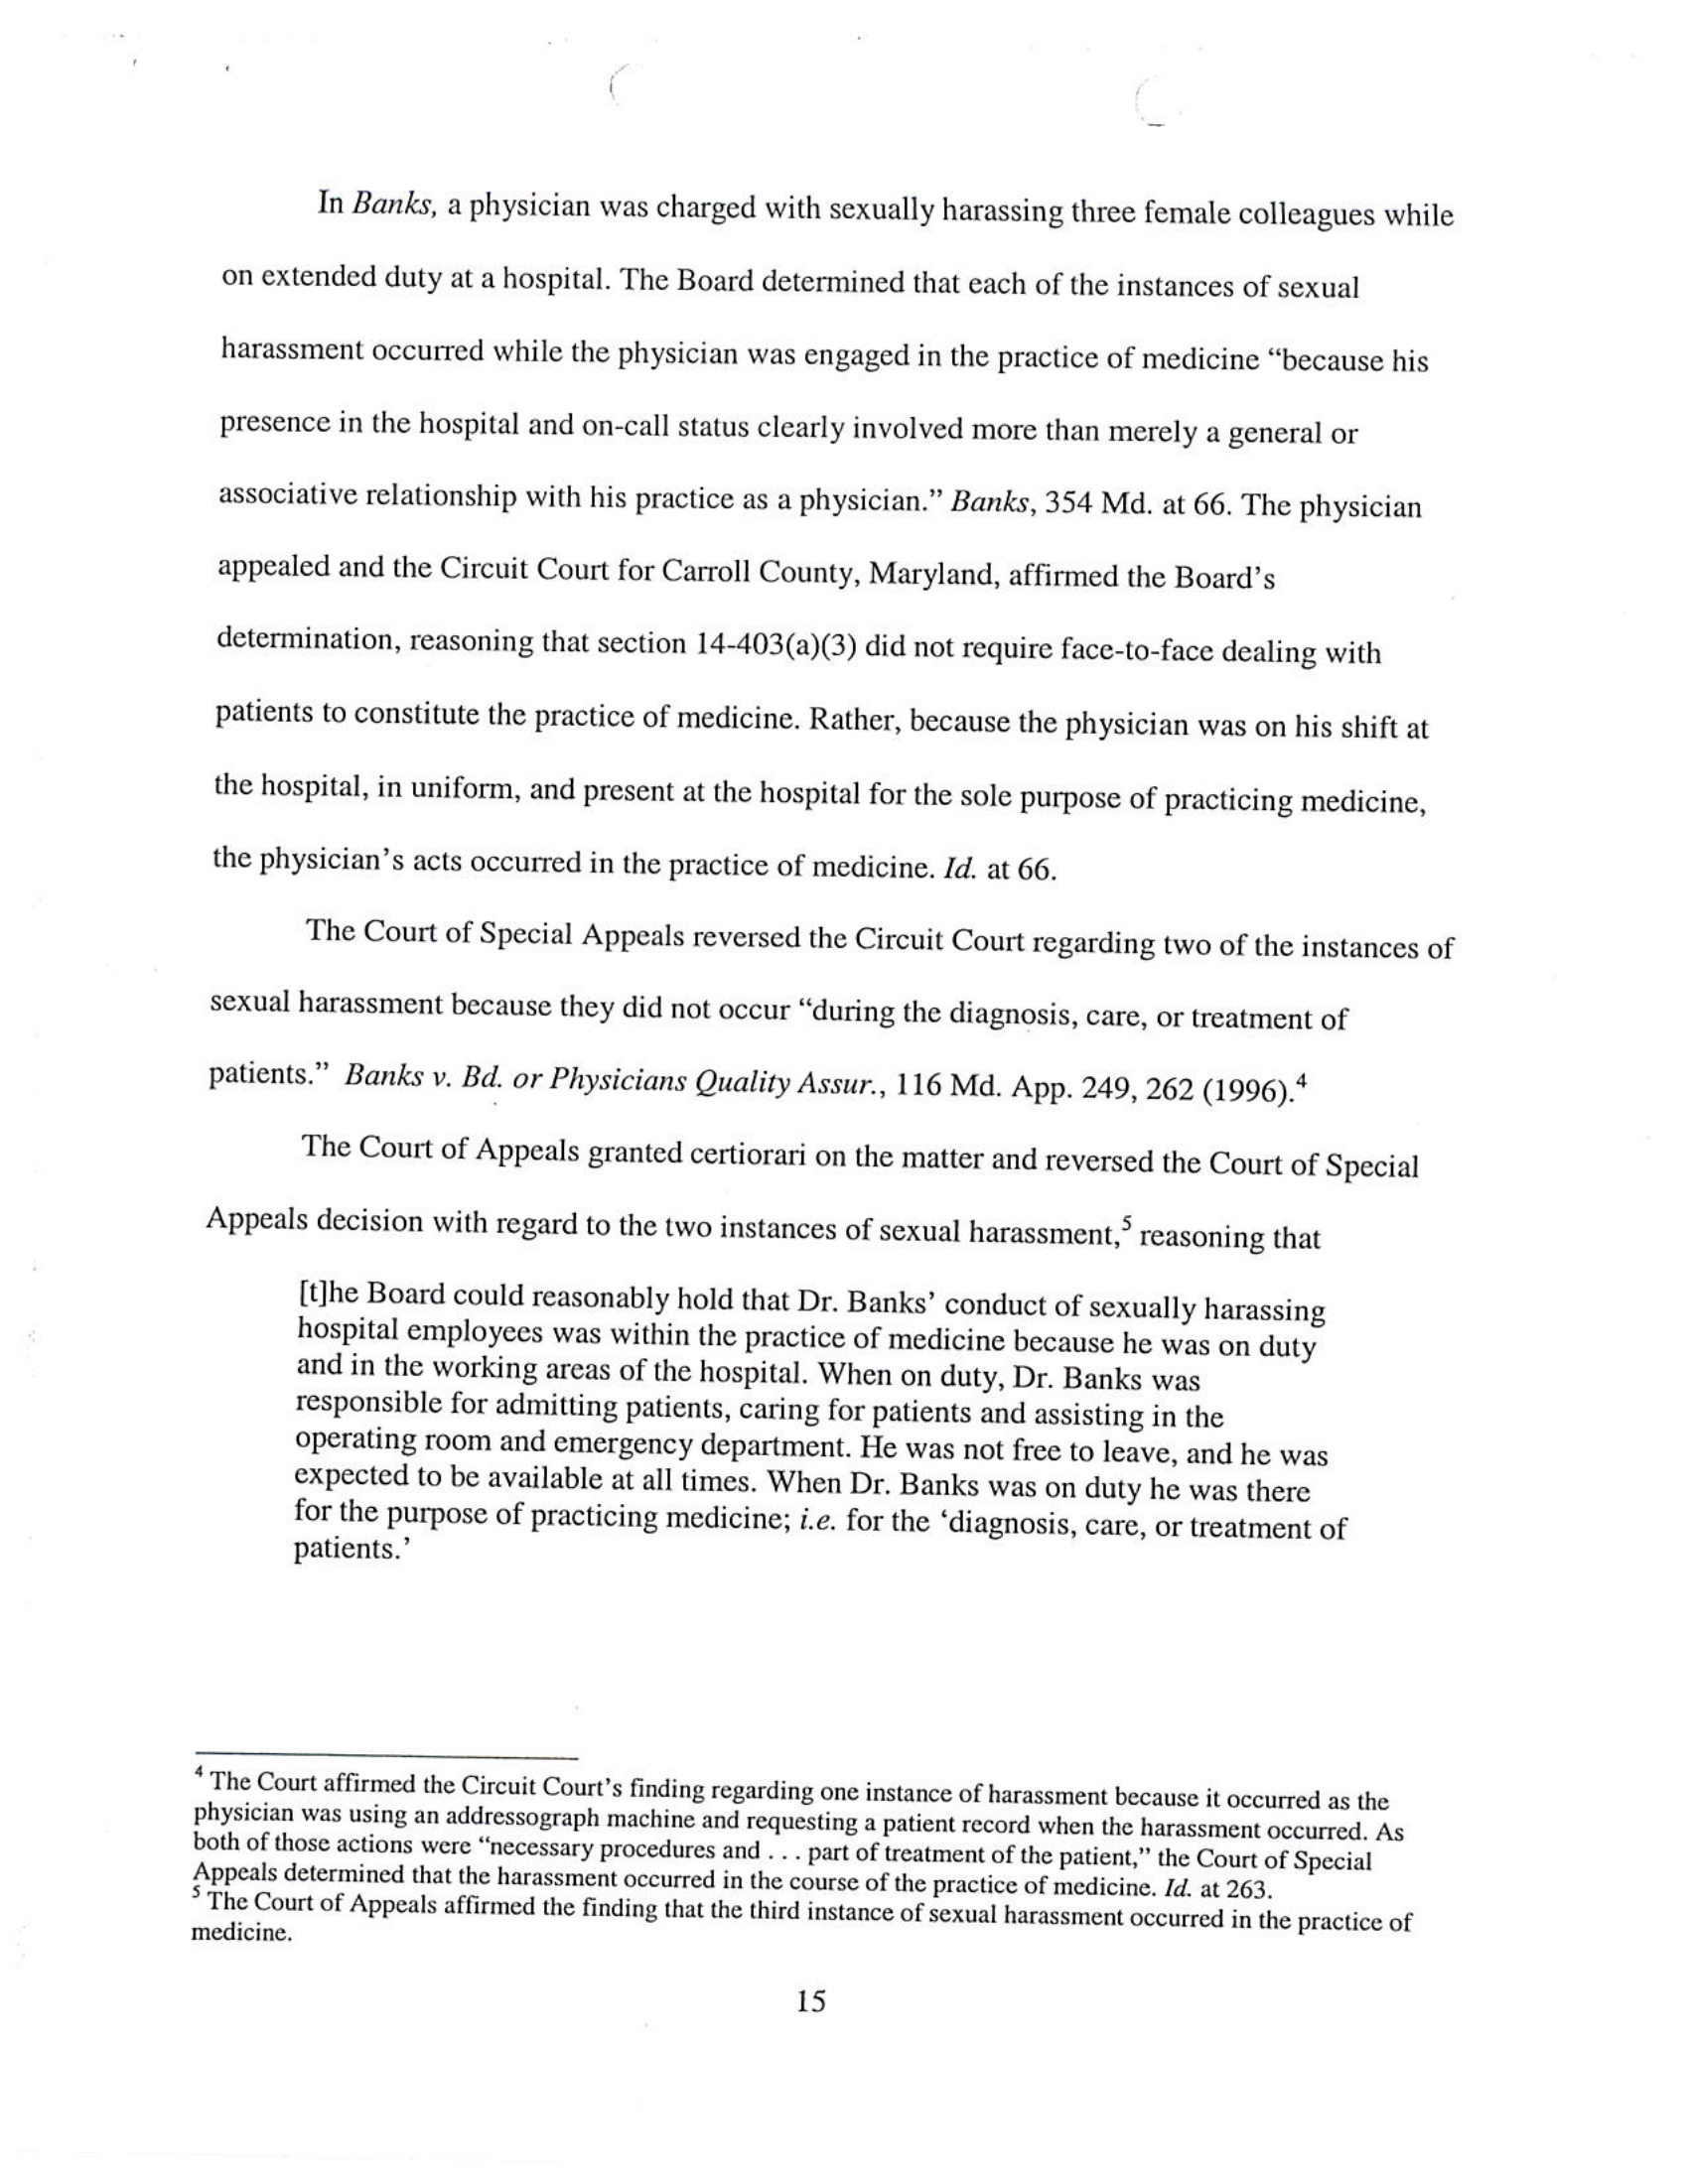 In Banks, a physician was charged with sexually harassing three female colleagues while
on extended duty at a hospital. The Board determined that each of the instances of sexual
harassment occurred while the physician was engaged in the practice of medicine “because his
presence in the hospital and on-call status clearly involved more than merely a general or
associative relationship with his practice as a physician.” Banks, 354 Md. at 66. The physician
appealed and the Circuit Court for Carroll County, Maryland, affirmed the Board’s
determination, reasoning that section 14-403(a)(3) did not require face-to-face dealing with
patients to constitute the practice of medicine. Rather, because the physician was on his shift at
the hospital, in uniform, and present at the hospital for the sole purpose of practicing medicine,
the physician’s acts occurred in the practice of medicine. Id. at 66.
The Court of Special Appeals reversed the Circuit Court regarding two of the instances of
sexual harassment because they did not occur “during the diagnosis, care, or treatment of
patients.” Banks v. Bd. or Physicians Quality Assur., 116 Md. App. 249, 262 (1996).4
The Court of Appeals granted certiorari on the matter and reversed the Court of Special
Appeals decision with regard to the two instances of sexual harassment,5 reasoning that
[t]he Board could reasonably hold that Dr. Banks’ conduct of sexually harassing
hospital employees was within the practice of medicine because he was on duty
and in the working areas of the hospital. When on duty, Dr. Banks was
responsible for admitting patients, caring for patients and assisting in the
operating room and emergency department. He was not free to leave, and he was
expected to be available at all times. When Dr. Banks was on duty he was there
for the purpose of practicing medicine; i.e. for the ‘diagnosis, care, or treatment of
patients.’
4 The Court affirmed the Circuit Court’s finding regarding one instance of harassment because it occurred as the
physician was using an addressograph machine and requesting a patient record when the harassment occurred. As
both of those actions were “necessary procedures and . . . part of treatment of the patient,” the Court of Special
Appeals determined that the harassment occurred in the course of the practice of medicine. Id. at 263.
5 The Court of Appeals affirmed the finding that the third instance of sexual harassment occurred in the practice of
medicine.
15